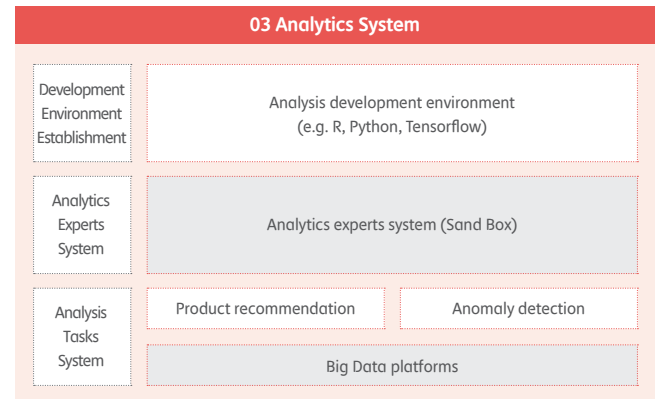 03 Analytics System
Development
Environment
Establishment
Analysis development environment
(e.g. R, Python, Tensorflow)
Analytics
Experts
System
Analytics experts system (Sand Box)
Analysis
Tasks
System
Product recommendation
Anomaly detection
Big Data platforms